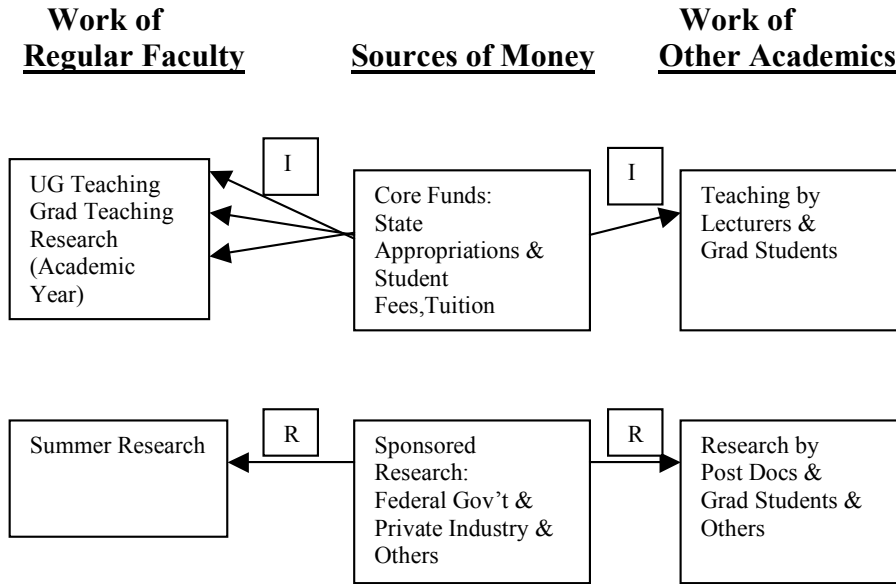 Work of
Regular Faculty
Sources of Money
Work of
Other Academics
I
I
UG Teaching
Grad Teaching
Research
(Academic
Year)
Core Funds:
State
Appropriations &
Student
Fees,Tuition
Teaching by
Lecturers &
Grad Students
R
R
Summer Research
Sponsored
Research:
Federal Gov’t &
Private Industry &
Others
Research by
Post Docs &
Grad Students &
Others